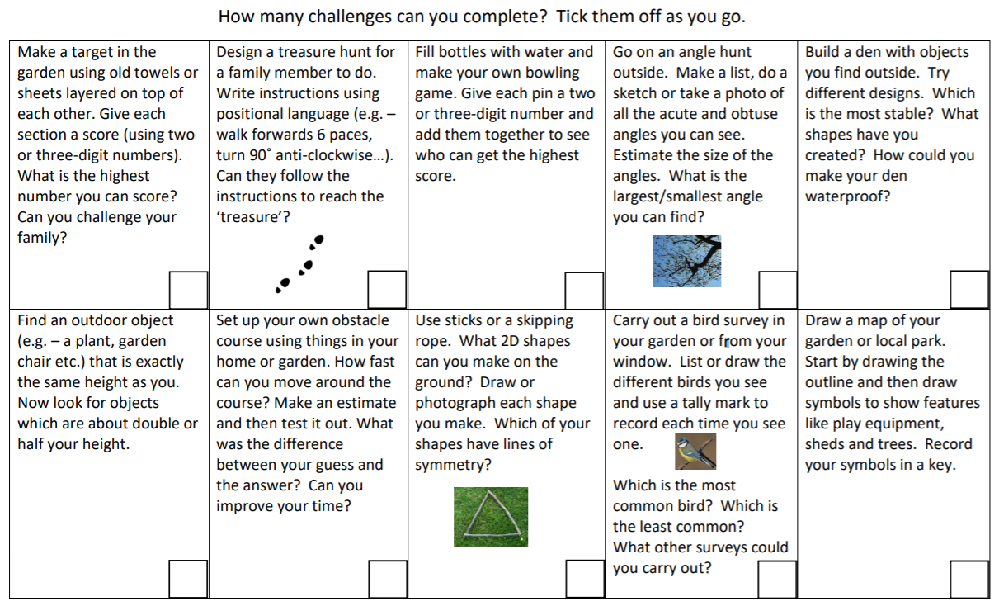 How many challenges can you complete?  Tick them off as you go.
Make a target in the
garden using old towels or
sheets layered on top of
each other. Give each
section a score (using two
or three-digit numbers).
What is the highest
number you can score?
Can you challenge your
family?
Design a treasure hunt for
a family member to do.
Write instructions using
positional language (e.g. –
walk forwards 6 paces,
turn 90˚ anti-clockwise…).
Can they follow the
instructions to reach the
‘treasure’?
Fill bottles with water and
make your own bowling
game. Give each pin a two
or three-digit number and
add them together to see
who can get the highest
score.
Go on an angle hunt
outside.  Make a list, do a
sketch or take a photo of
all the acute and obtuse
angles you can see.
Estimate the size of the
angles.  What is the
largest/smallest angle
you can find?
Build a den with objects
you find outside.  Try
different designs.  Which
is the most stable?  What
shapes have you
created?  How could you
make your den
waterproof?
Find an outdoor object
(e.g. – a plant, garden
chair etc.) that is exactly
the same height as you.
Now look for objects
which are about double or
half your height.
Set up your own obstacle
course using things in your
home or garden. How fast
can you move around the
course? Make an estimate
and then test it out. What
was the difference
between your guess and
the answer?  Can you
improve your time?
Use sticks or a skipping
rope.  What 2D shapes
can you make on the
ground?  Draw or
photograph each shape
you make.  Which of your
shapes have lines of
symmetry?
Carry out a bird survey in
your garden or from your
window.  List or draw the
different birds you see
and use a tally mark to
record each time you see
one.
Which is the most
common bird?  Which is
the least common?
What other surveys could
you carry out?
Draw a map of your
garden or local park.
Start by drawing the
outline and then draw
symbols to show features
like play equipment,
sheds and trees.  Record
your symbols in a key.